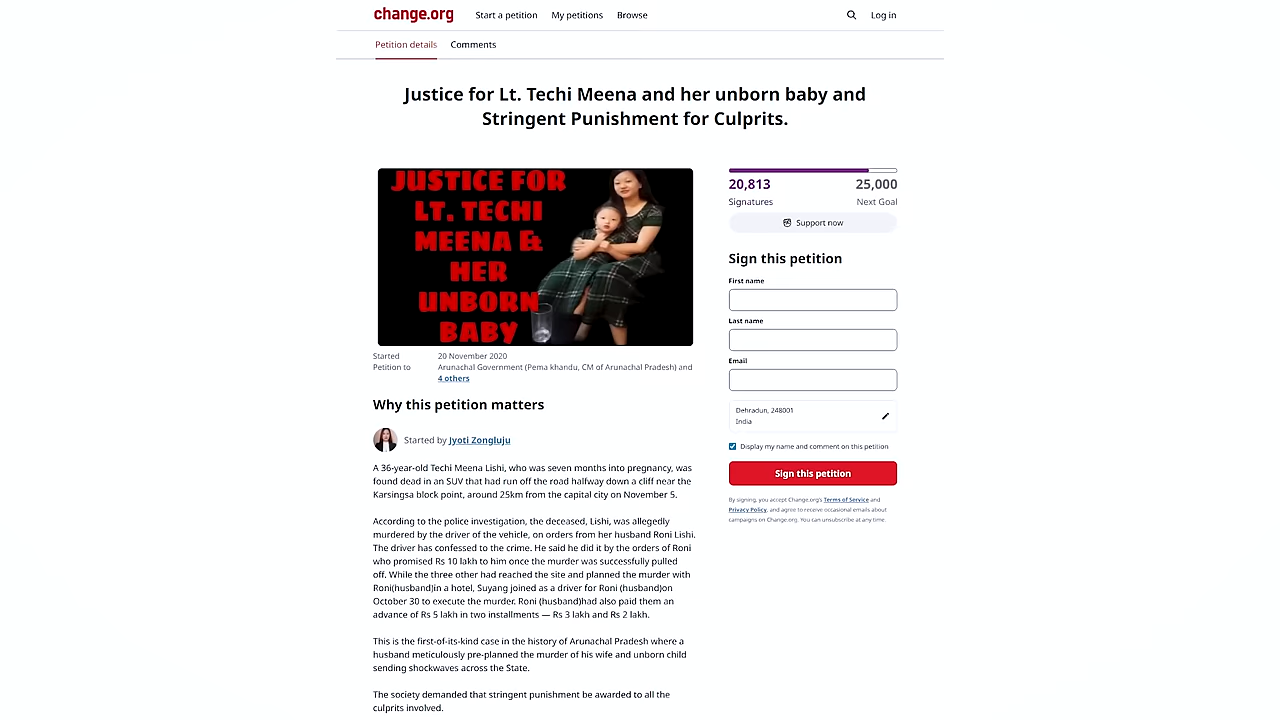 change.org
Start a petition
My petitions
Browse
Log in
Petition details
Comments
Justice for Lt. Techi Meena and her unborn baby and
Stringent Punishment for Culprits.
JUSTICE FOR
LT. TECHI
MEENA &
HER
UNBORN
BABY
Started
20 November 2020
Petition to
Arunachal Government (Pema khandu, CM of Arunachal Pradesh) and
4 others
Why this petition matters
Started by Jyoti Zongluju
A 36-year-old Techi Meena Lishi, who was seven months into pregnancy, was
found dead in an SUV that had run off the road halfway down a cliff near the
Karsingsa block point, around 25km from the capital city on November 5.
According to the police investigation, the deceased, Lishi, was allegedly
murdered by the driver of the vehicle, on orders from her husband Roni Lishi.
The driver has confessed to the crime. He said he did it by the orders of Roni
who promised Rs 10 lakh to him once the murder was successfully pulled
off. While the three other had reached the site and planned the murder with
Roni(husband)in a hotel, Suyang joined as a driver for Roni (husband)on
October 30 to execute the murder. Roni (husband)had also paid them an
advance of Rs 5 lakh in two installments — Rs 3 lakh and Rs 2 lakh.
This is the first-of-its-kind case in the history of Arunachal Pradesh where a
husband meticulously pre-planned the murder of his wife and unborn child
sending shockwaves across the State.
The society demanded that stringent punishment be awarded to all the
culprits involved.
20,813
25,000
Signatures
Next Goal
Support now
Sign this petition
First name
Last name
Email
Dehradun, 248001
India
Display my name and comment on this petition
Sign this petition
By signing, you accept Change.org's Terms of Service and
Privacy Policy, and agree to receive occasional emails about
campaigns on Change.org. You can unsubscribe at any time.